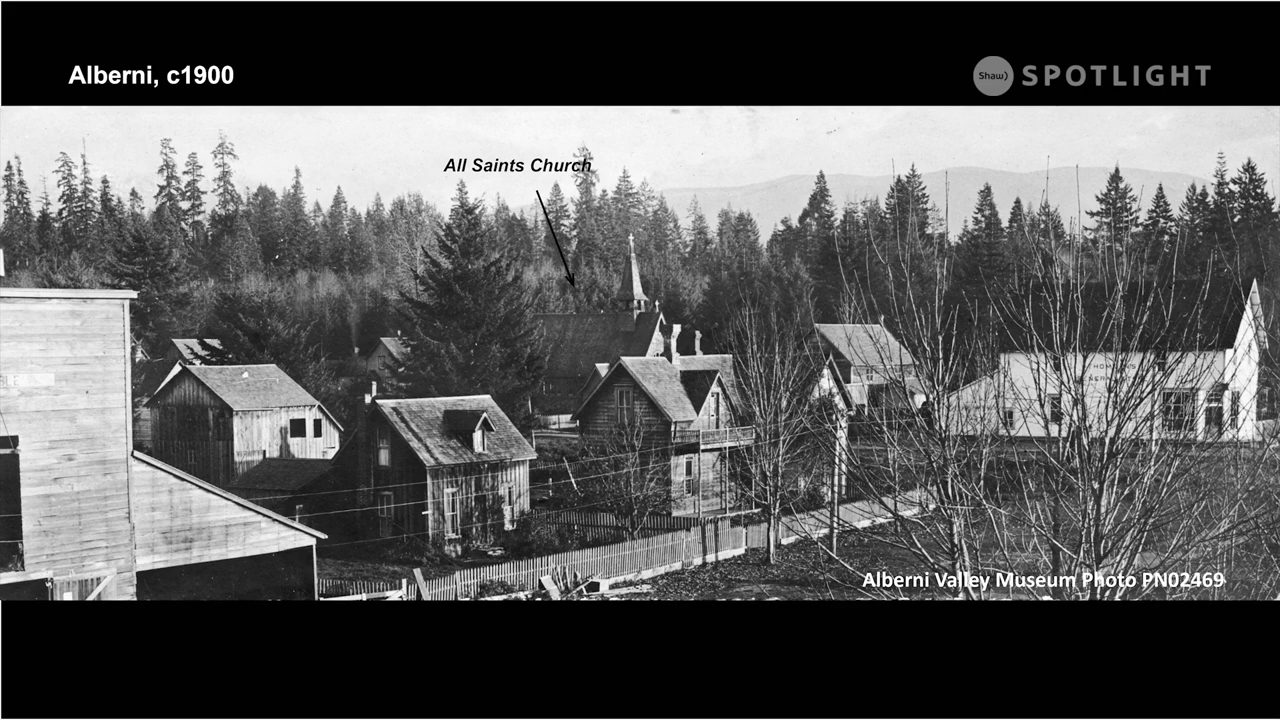 Alberni, c1900
Shaw) SPOTLIGHT
All Saints Church
Alberni Valley Museum Photo PN02469